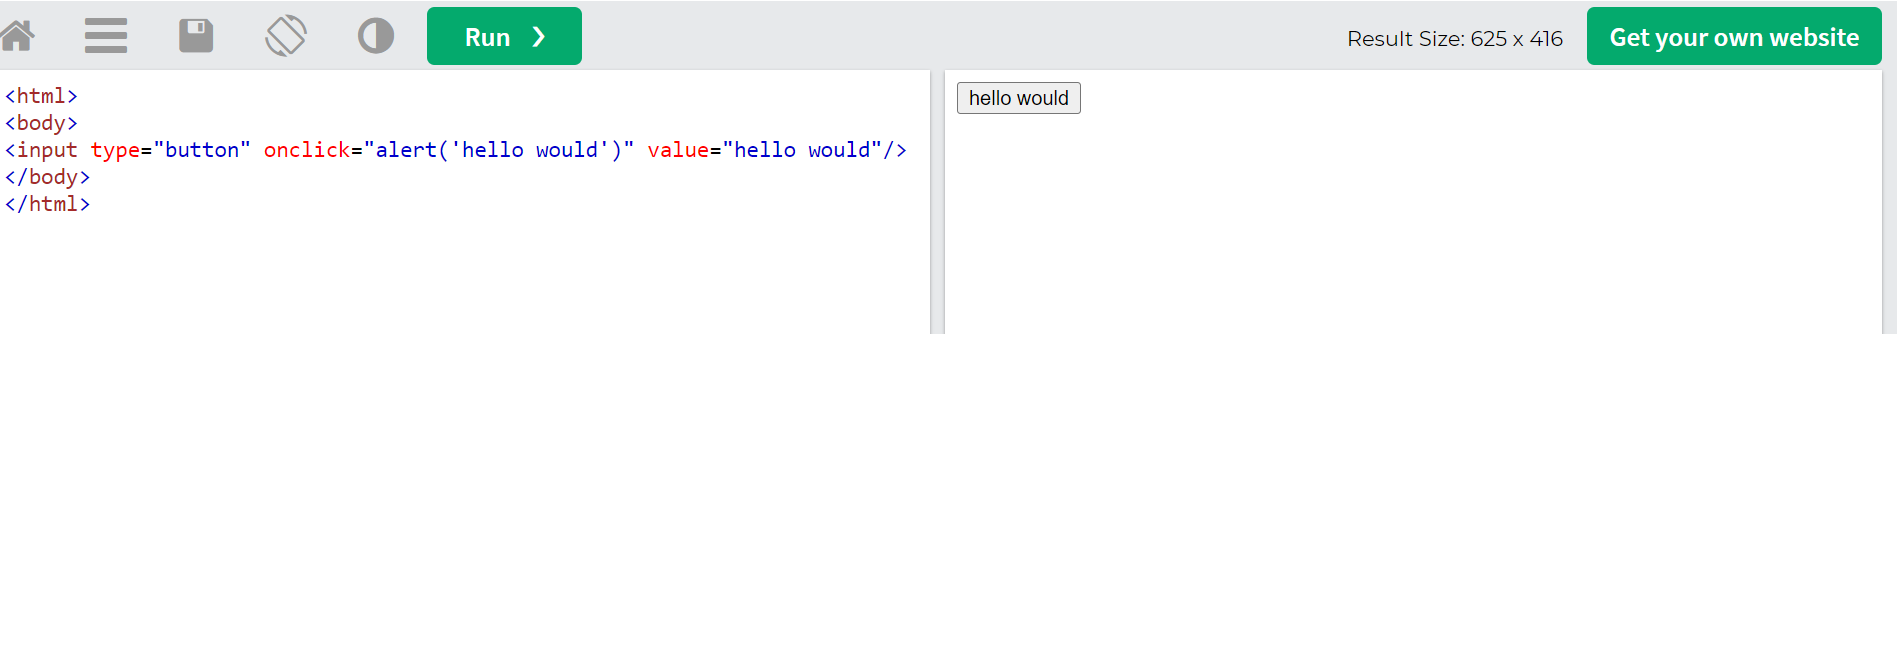 Run ❯
Result Size: 625 x 416
Get your own website
<html>
<body>
<input type="button" onclick="alert('hello would')" value="hello would"/>
</body>
</html>
hello would